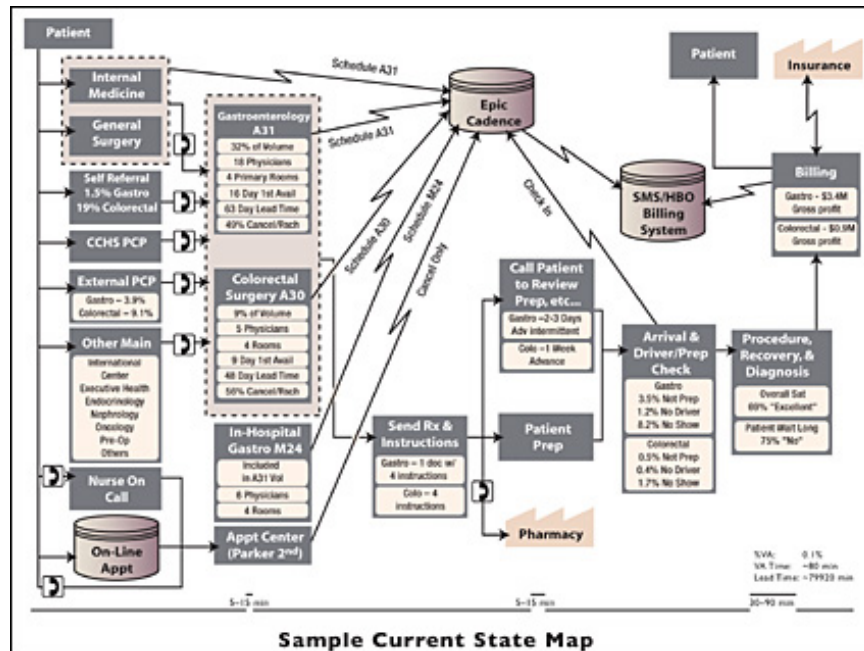 Patient
Internal
Medicine
General
Surgery
Self Referral
1.5% Gastro
19% Colorectal
CCHS PCP
External PCP
Gastro - 3.9%
Colorectal - 9.1%
Other Main
International
Center
Executive Health
Endocrinology
Nephrology
Oncology
Pre-Op
Others
Nurse On
Call
On-Line
Appt
Gastroenterology
A31
32% of Volume
18 Physicians
4 Primary Rooms
16 Day 1st Avail
63 Day Lead Time
49% Cancel/Rsch
Colorectal
Surgery A30
9% of Volume
5 Physicians
4 Rooms
9 Day 1st Avail
48 Day Lead Time
56% Cancel/Rsch
In-Hospital
Gastro M24
Included
in A31 Vol
6 Physicians
4 Rooms
Appt Center
(Parker 2nd)
Schedule A31
Schedule A31
Schedule A30
Schedule M24
Cancel Only
Epic
Cadence
Check In
Send Rx &
Instructions
Gastro - 1 doc w/
4 instructions
Colo - 4
instructions
Call Patient
to Review
Prep, etc...
Gastro ~2-3 Days
Adv intermittent
Colo ~1 Week
Advance
Patient
Prep
Pharmacy
SMS/HBO
Billing
System
Arrival &
Driver/Prep
Check
Gastro
3.5% Not Prep
1.2% No Driver
8.2% No Show
Colorectal
0.5% Not Prep
0.4% No Driver
1.7% No Show
Patient
Insurance
Billing
Gastro - $3.4M
Gross profit
Colorectal - $0.9M
Gross profit
Procedure,
Recovery, &
Diagnosis
Overall Sat
69% "Excellent"
Patient Wait Long
75% "No"
%VA: 0.1%
VA Time: ~80 min
Lead Time: ~79920 min
5-15 min
5-15 min
30-90 min
Sample Current State Map